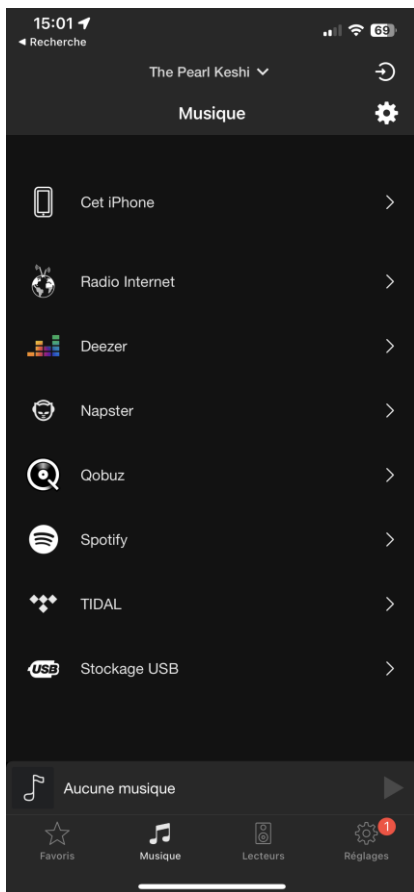 15:01
69
◀ Recherche
The Pearl Keshi
Musique
Cet iPhone
Radio Internet
Deezer
Napster
Qobuz
Spotify
TIDAL
USB
Stockage USB
Aucune musique
1
Favoris
Musique
Lecteurs
Réglages